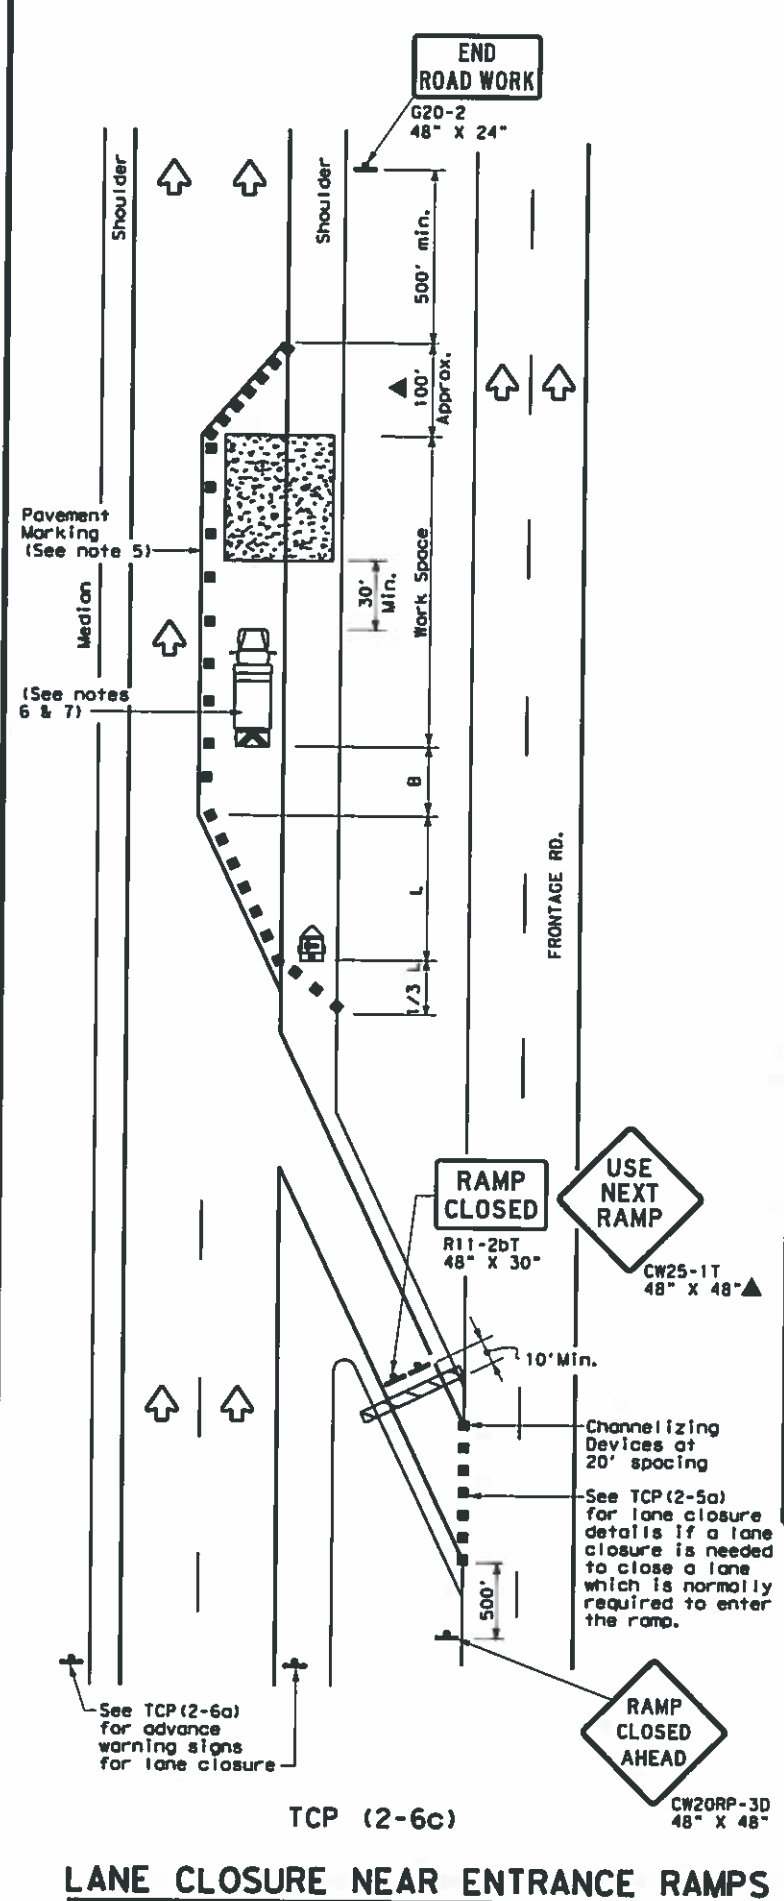 END
ROAD WORK
G20-2
48" X 24"
Shoulder
Shoulder
500' min.
100'
Approx.
Pavement
Marking
(See note 5)
Median
30'
Min.
Work Space
(See notes
6 & 7)
B
L
FRONTAGE RD.
1/3 L
RAMP
CLOSED
R11-2bT
48" X 30"
USE
NEXT
RAMP
CW25-1T
48" X 48"
10'Min.
Channelizing
Devices at
20' spacing
See TCP(2-5a)
for lane closure
details if a lane
closure is needed
to close a lane
which is normally
required to enter
the ramp.
500'
See TCP(2-6a)
for advance
warning signs
for lane closure
RAMP
CLOSED
AHEAD
CW20RP-3D
48" X 48"
TCP (2-6c)
LANE CLOSURE NEAR ENTRANCE RAMPS